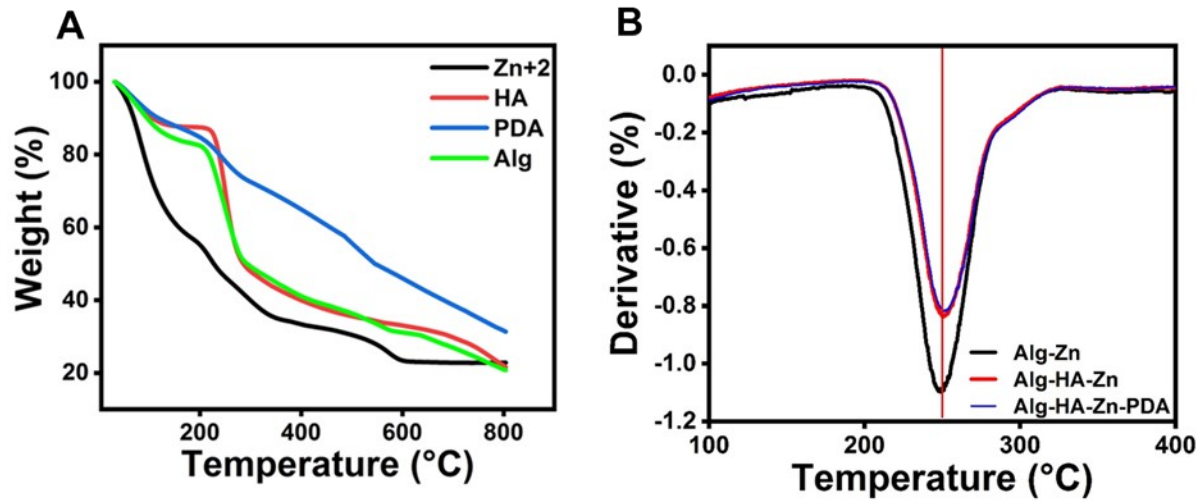 A
Weight (%)
100
80
60
40
20
200
400
600
800
Temperature (°C)
Zn+2
HA
PDA
Alg
B
Derivative (%)
0.0
-0.2
-0.4
-0.6
-0.8
-1.0
-1.2
100
200
300
400
Temperature (°C)
Alg-Zn
Alg-HA-Zn
Alg-HA-Zn-PDA